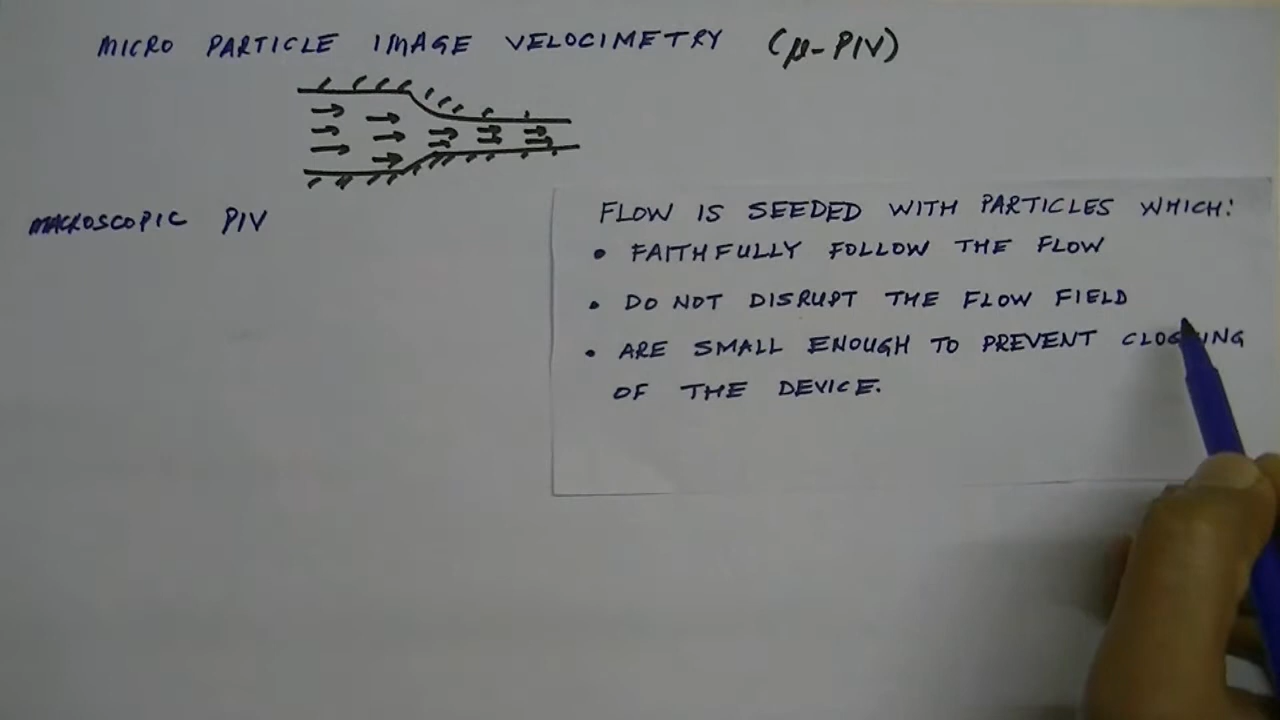 MICRO PARTICLE IMAGE VELOCIMETRY (μ-PIV)
MACROSCOPIC PIV
FLOW IS SEEDED WITH PARTICLES WHICH:
• FAITHFULLY FOLLOW THE FLOW
• DO NOT DISRUPT THE FLOW FIELD
• ARE SMALL ENOUGH TO PREVENT CLOGGING
OF THE DEVICE.